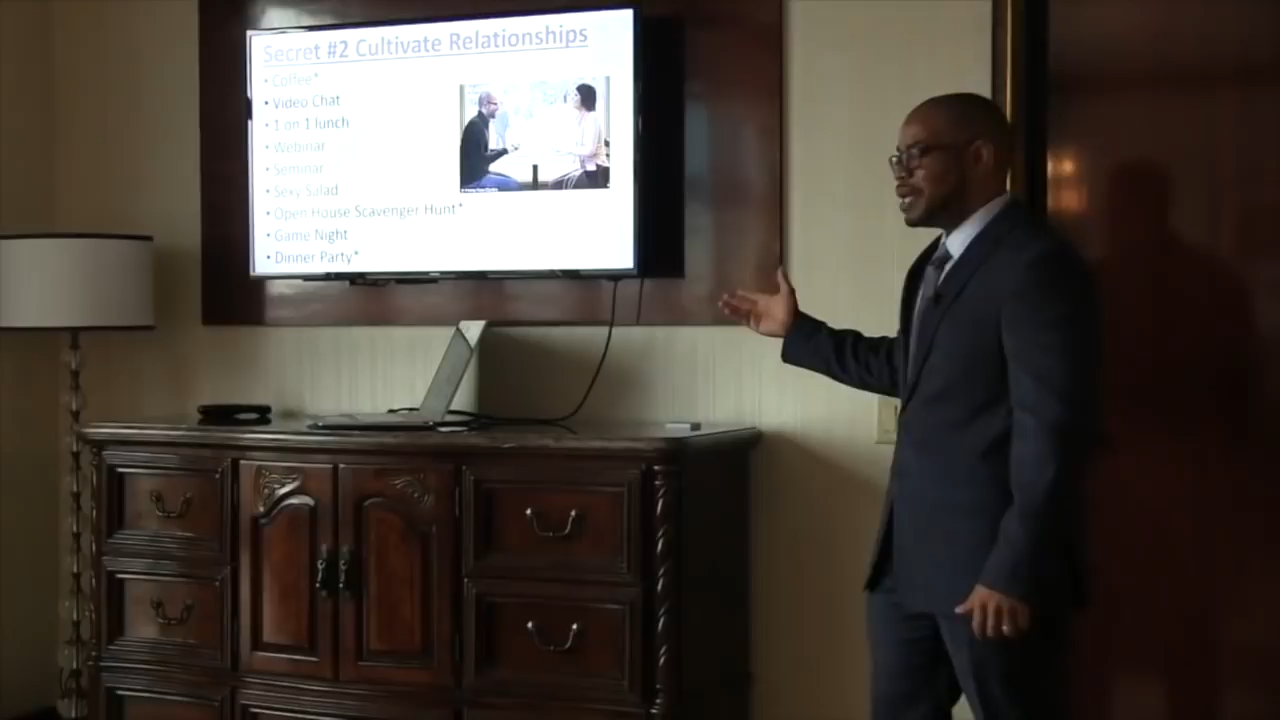 Secret #2 Cultivate Relationships
• Coffee*
• Video Chat
• 1 on 1 lunch
• Webinar
• Seminar
• Sexy Salad
• Open House Scavenger Hunt*
• Game Night
• Dinner Party*